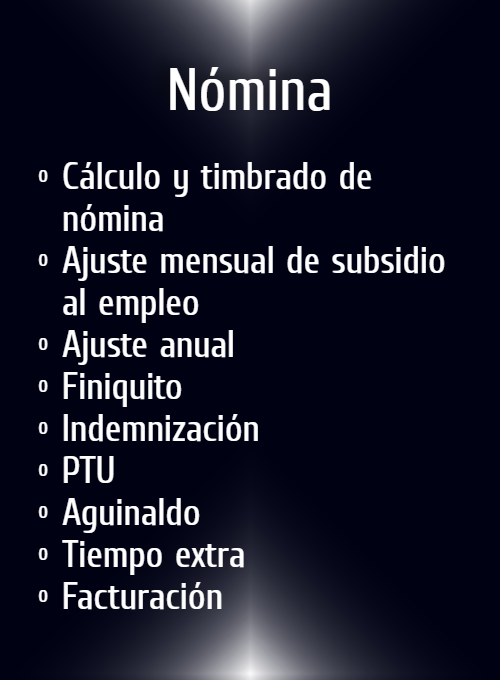 Nómina
o Cálculo y timbrado de
nómina
o Ajuste mensual de subsidio
al empleo
o Ajuste anual
o Finiquito
o Indemnización
o PTU
o Aguinaldo
o Tiempo extra
o Facturación